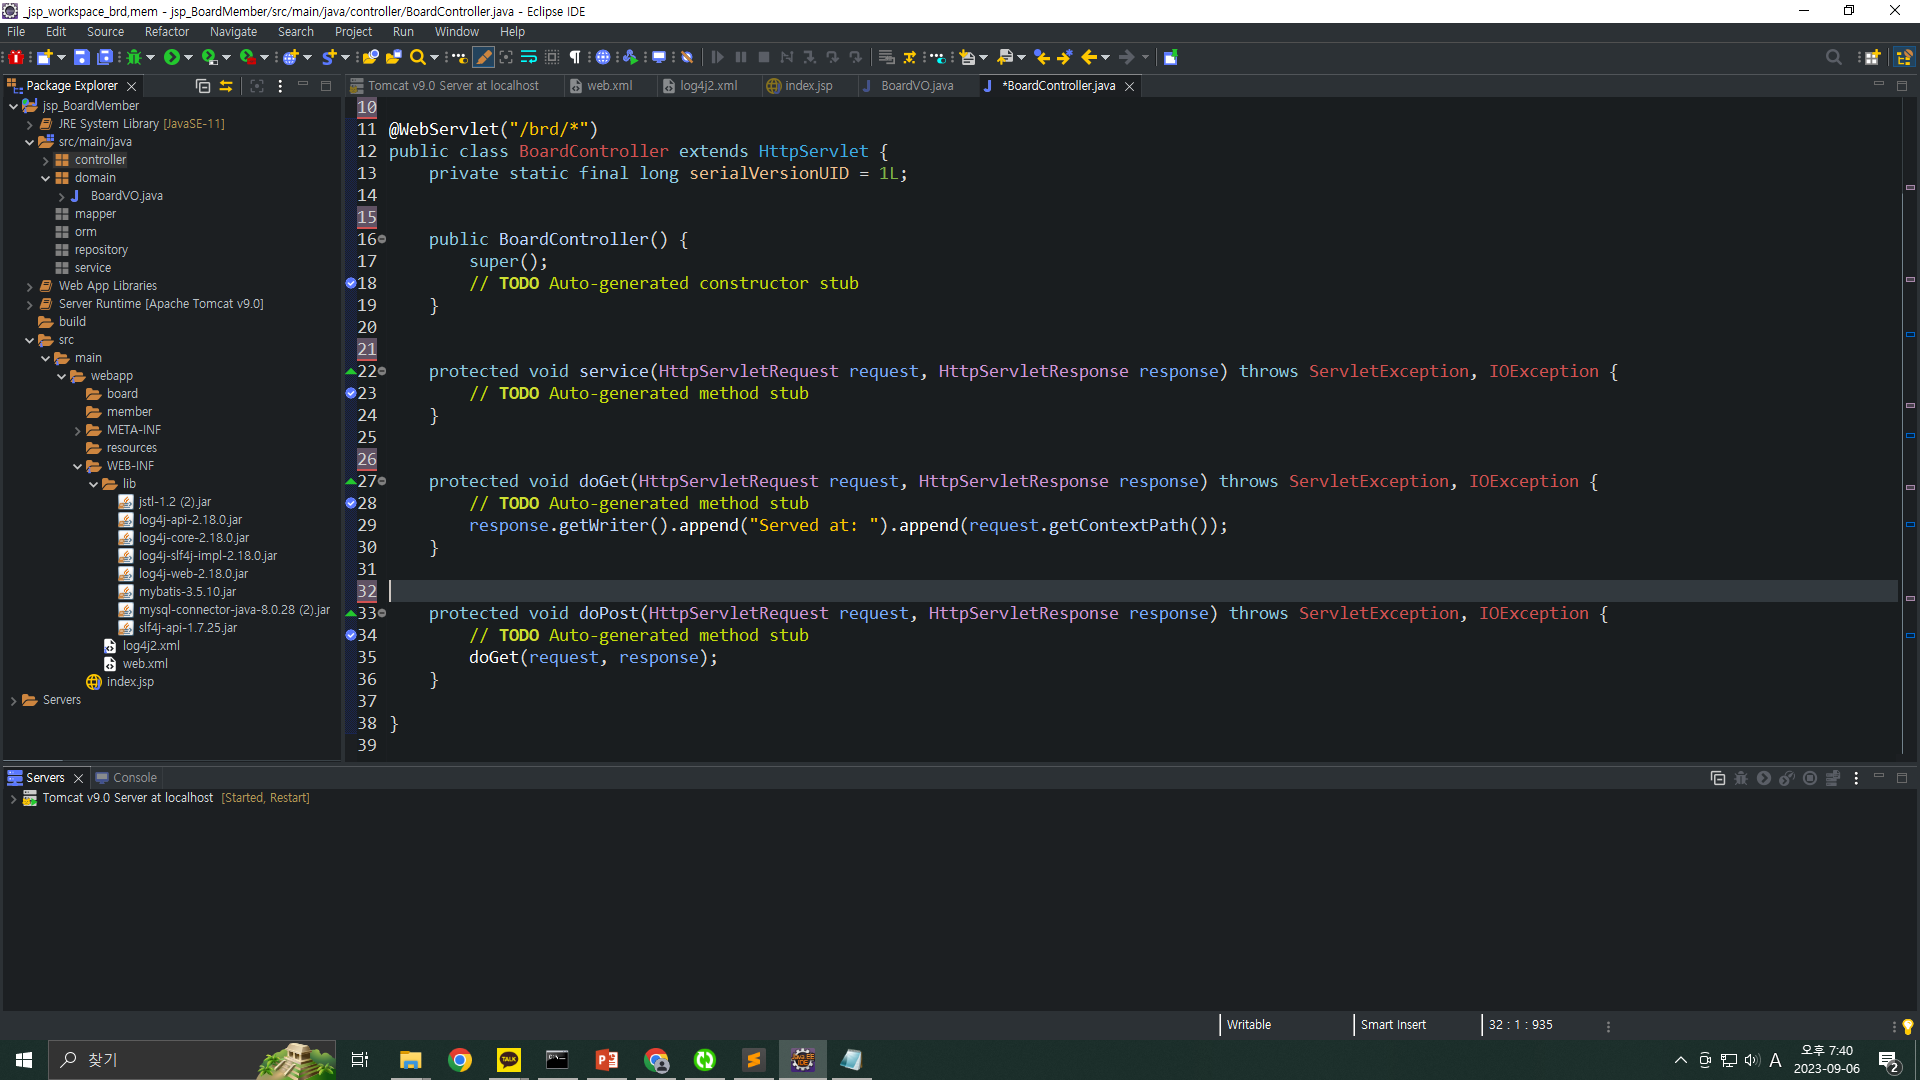 _jsp_workspace_brd,mem - jsp_BoardMember/src/main/java/controller/BoardController.java - Eclipse IDE
File Edit Source Refactor Navigate Search Project Run Window Help
Package Explorer
jsp_BoardMember
JRE System Library [JavaSE-11]
src/main/java
controller
domain
BoardVO.java
mapper
orm
repository
service
Web App Libraries
Server Runtime [Apache Tomcat v9.0]
build
src
main
webapp
board
member
META-INF
resources
WEB-INF
lib
jstl-1.2 (2).jar
log4j-api-2.18.0.jar
log4j-core-2.18.0.jar
log4j-slf4j-impl-2.18.0.jar
log4j-web-2.18.0.jar
mybatis-3.5.10.jar
mysql-connector-java-8.0.28 (2).jar
slf4j-api-1.7.25.jar
log4j2.xml
web.xml
index.jsp
Servers
Tomcat v9.0 Server at localhost web.xml log4j2.xml index.jsp BoardVO.java *BoardController.java
10
11 @WebServlet("/brd/*")
12 public class BoardController extends HttpServlet {
13 private static final long serialVersionUID = 1L;
14
15
16 public BoardController() {
17 super();
18 // TODO Auto-generated constructor stub
19 }
20
21
22 protected void service(HttpServletRequest request, HttpServletResponse response) throws ServletException, IOException {
23 // TODO Auto-generated method stub
24 }
25
26
27 protected void doGet(HttpServletRequest request, HttpServletResponse response) throws ServletException, IOException {
28 // TODO Auto-generated method stub
29 response.getWriter().append("Served at: ").append(request.getContextPath());
30 }
31
32
33 protected void doPost(HttpServletRequest request, HttpServletResponse response) throws ServletException, IOException {
34 // TODO Auto-generated method stub
35 doGet(request, response);
36 }
37
38 }
39
Servers Console
Tomcat v9.0 Server at localhost [Started, Restart]
Writable Smart Insert 32 : 1 : 935
찾기
TALK
A
오후 7:40
2023-09-06
2